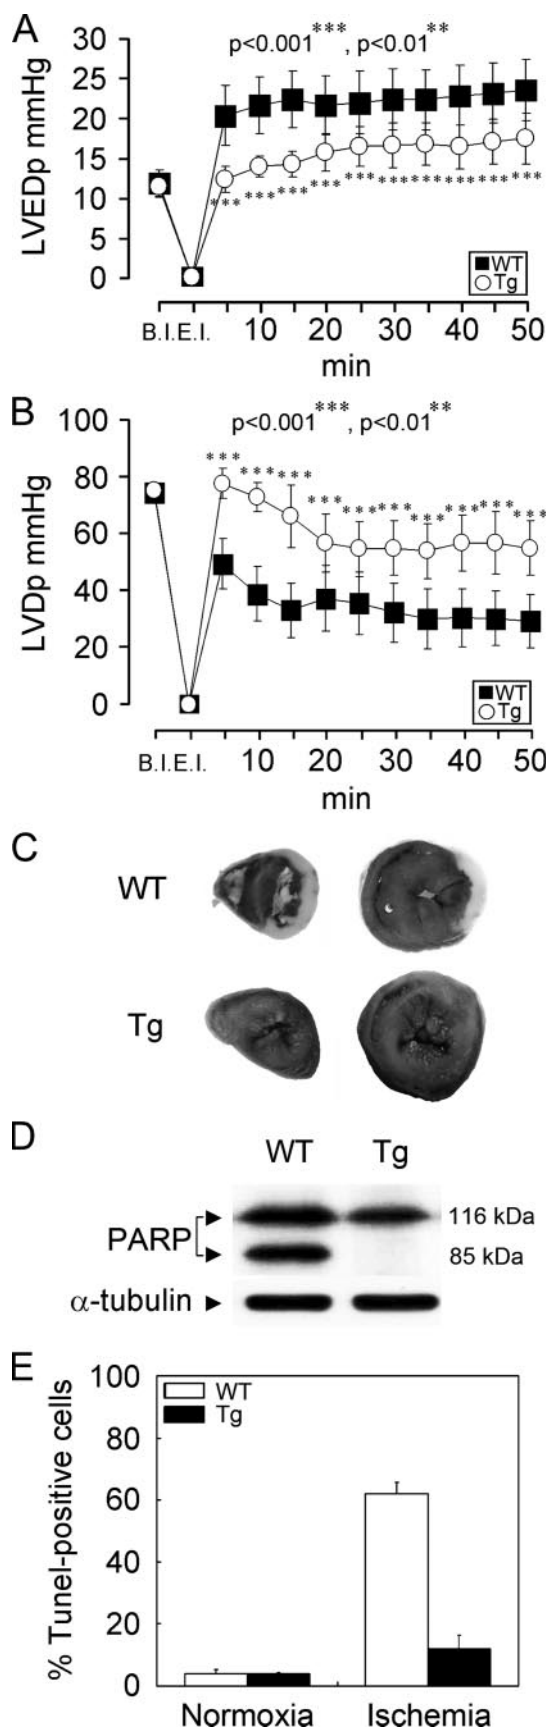 A
p<0.001***, p<0.01**
LVEDp mmHg
30
25
20
15
10
5
0
*** *** *** *** *** *** *** *** *** ***
WT
Tg
B.I. E.I. 10 20 30 40 50
min
B
p<0.001***, p<0.01**
LVDp mmHg
100
80
60
40
20
0
*** *** *** *** *** *** *** *** *** ***
WT
Tg
B.I. E.I. 10 20 30 40 50
min
C
WT
Tg
D
WT Tg
PARP
116 kDa
85 kDa
α-tubulin
E
% Tunel-positive cells
100
80
60
40
20
0
WT
Tg
Normoxia Ischemia